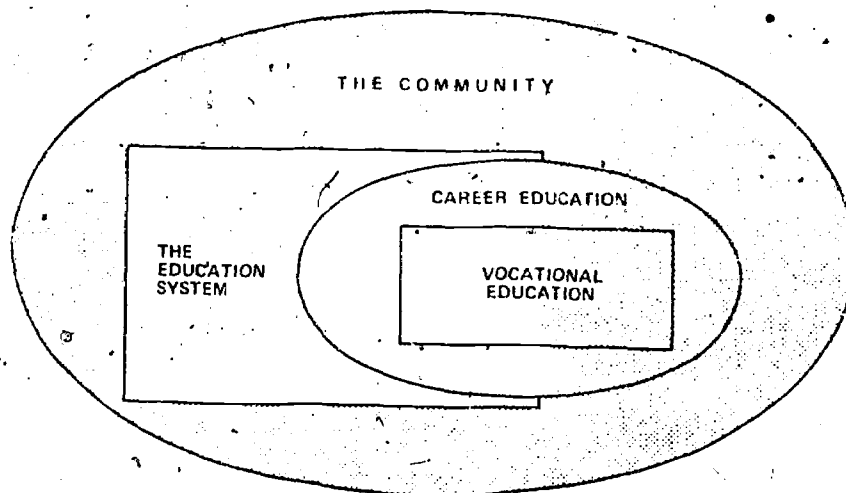 THE COMMUNITY
CAREER EDUCATION
THE
EDUCATION
SYSTEM
VOCATIONAL
EDUCATION